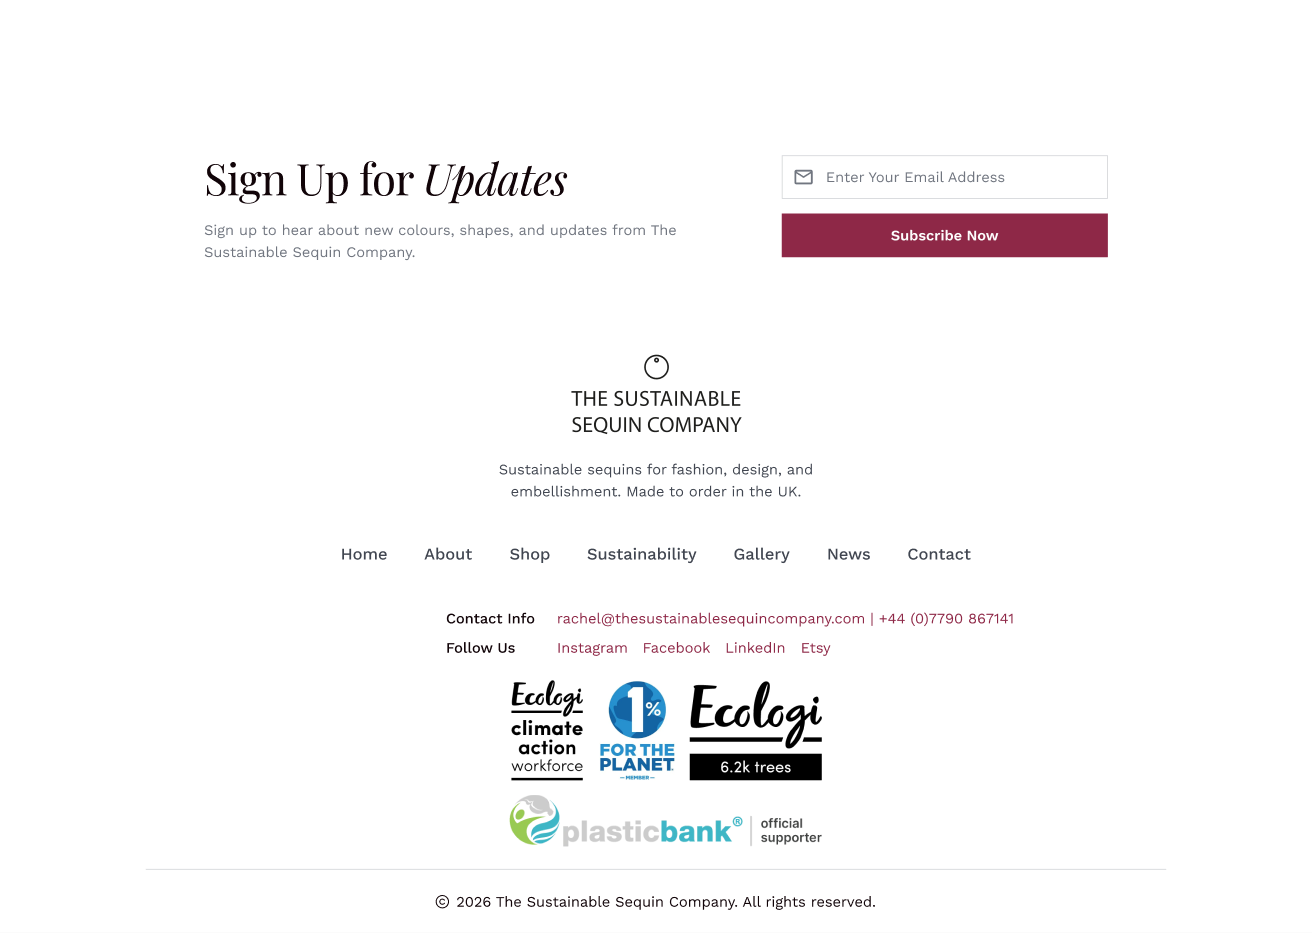 Sign Up for Updates
Sign up to hear about new colours, shapes, and updates from The
Sustainable Sequin Company.
Enter Your Email Address
Subscribe Now
THE SUSTAINABLE
SEQUIN COMPANY
Sustainable sequins for fashion, design, and
embellishment. Made to order in the UK.
Home About Shop Sustainability Gallery News Contact
Contact Info rachel@thesustainablesequincompany.com | +44 (0)7790 867141
Follow Us Instagram Facebook LinkedIn Etsy
Ecologi
climate
action
workforce
1%
FOR THE
PLANET
MEMBER
Ecologi
6.2k trees
plasticbank®
official
supporter
© 2026 The Sustainable Sequin Company. All rights reserved.